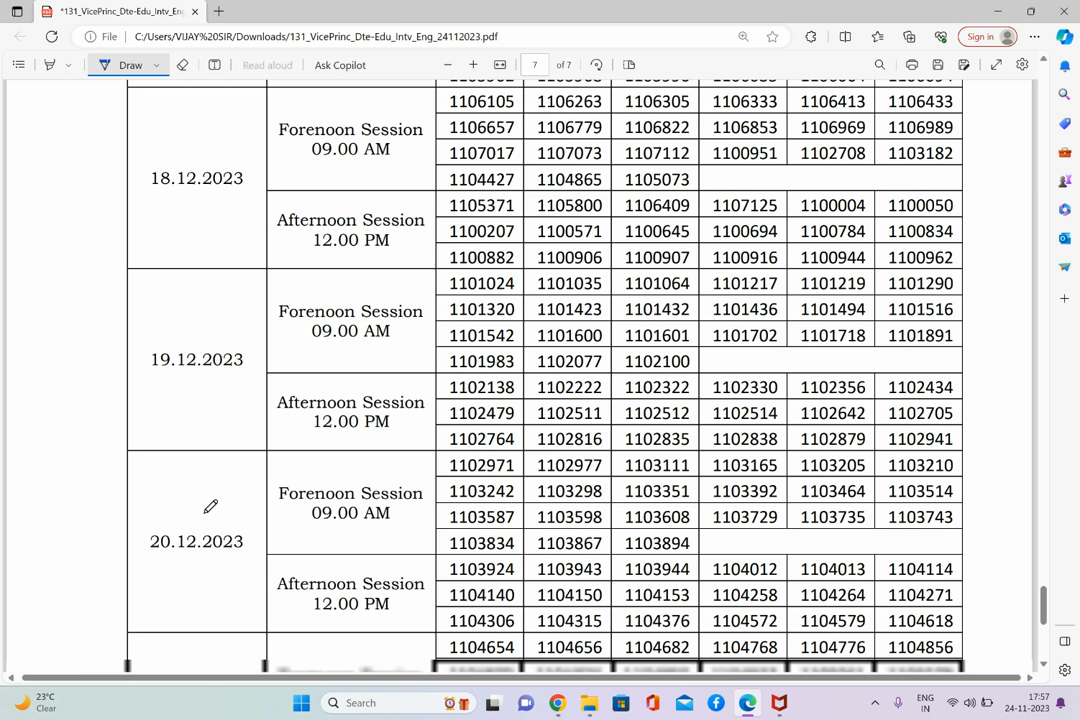 *131_VicePrinc_Dte-Edu_Intv_Eng
File C:/Users/VIJAY%20SIR/Downloads/131_VicePrinc_Dte-Edu_Intv_Eng_24112023.pdf Sign in
Draw Read aloud Ask Copilot 7 of 7
1106105 1106263 1106305 1106333 1106413 1106433
Forenoon Session 1106657 1106779 1106822 1106853 1106969 1106989
09.00 AM 1107017 1107073 1107112 1100951 1102708 1103182
18.12.2023 1104427 1104865 1105073
1105371 1105800 1106409 1107125 1100004 1100050
Afternoon Session 1100207 1100571 1100645 1100694 1100784 1100834
12.00 PM 1100882 1100906 1100907 1100916 1100944 1100962
1101024 1101035 1101064 1101217 1101219 1101290
Forenoon Session 1101320 1101423 1101432 1101436 1101494 1101516
09.00 AM 1101542 1101600 1101601 1101702 1101718 1101891
19.12.2023 1101983 1102077 1102100
1102138 1102222 1102322 1102330 1102356 1102434
Afternoon Session 1102479 1102511 1102512 1102514 1102642 1102705
12.00 PM 1102764 1102816 1102835 1102838 1102879 1102941
1102971 1102977 1103111 1103165 1103205 1103210
Forenoon Session 1103242 1103298 1103351 1103392 1103464 1103514
09.00 AM 1103587 1103598 1103608 1103729 1103735 1103743
20.12.2023 1103834 1103867 1103894
1103924 1103943 1103944 1104012 1104013 1104114
Afternoon Session 1104140 1104150 1104153 1104258 1104264 1104271
12.00 PM 1104306 1104315 1104376 1104572 1104579 1104618
1104654 1104656 1104682 1104768 1104776 1104856
23°C
Clear
Search
ENG
IN
17:57
24-11-2023